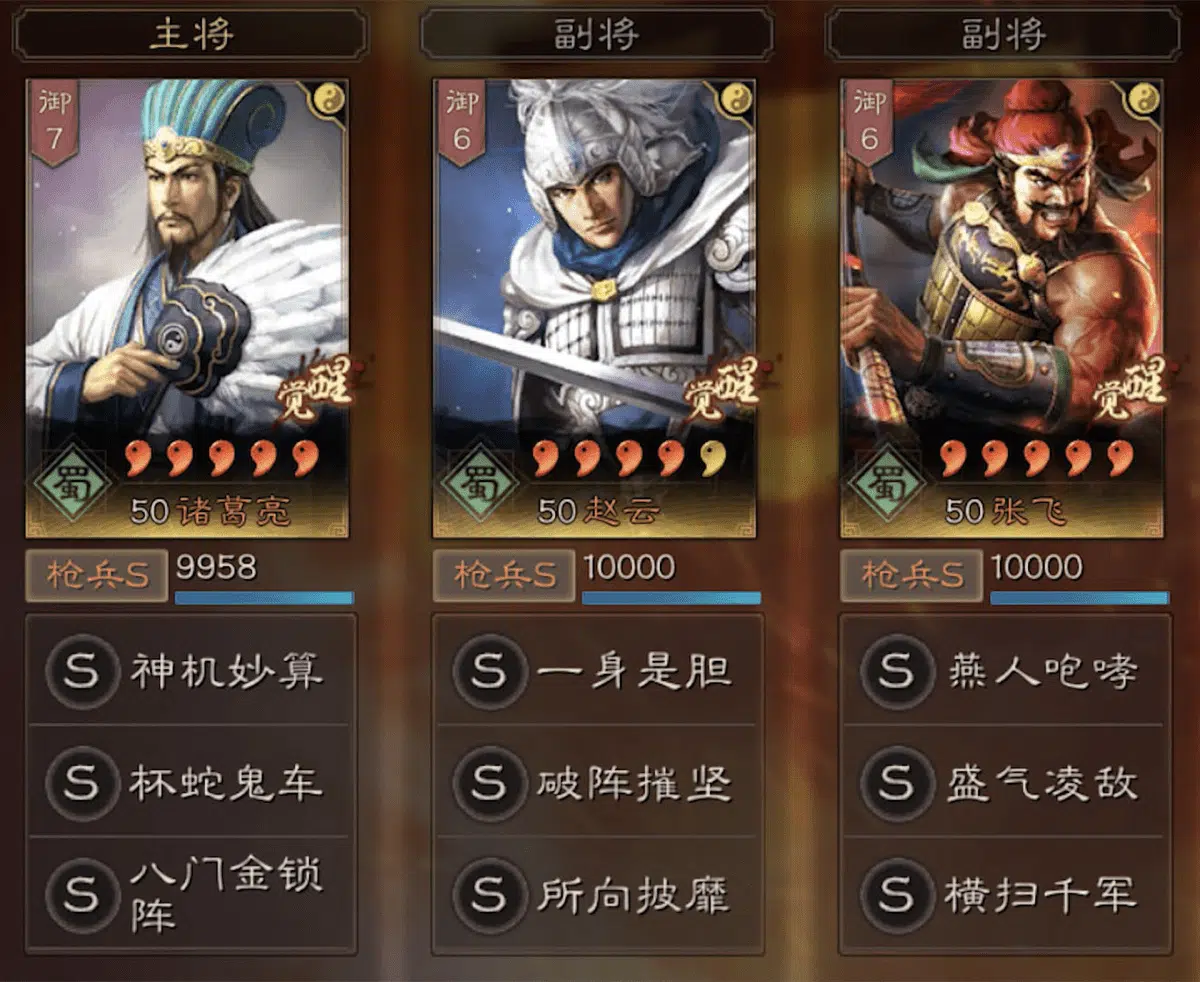 主将
御
7
觉醒
蜀
50 诸葛亮
枪兵S
9958
S 神机妙算
S 杯蛇鬼车
S 八门金锁
阵
副将
御
6
觉醒
蜀
50 赵云
枪兵S
10000
S 一身是胆
S 破阵摧坚
S 所向披靡
副将
御
6
觉醒
蜀
50 张飞
枪兵S
10000
S 燕人咆哮
S 盛气凌敌
S 横扫千军